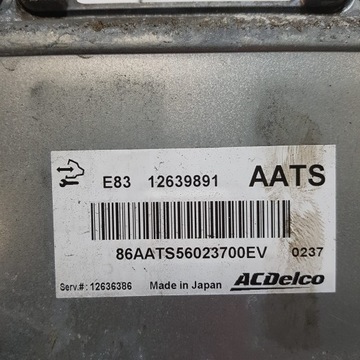 E83 12639891 AATS
86AATS56023700EV 0237
Serv.#: 12636386 Made in Japan ACDelco